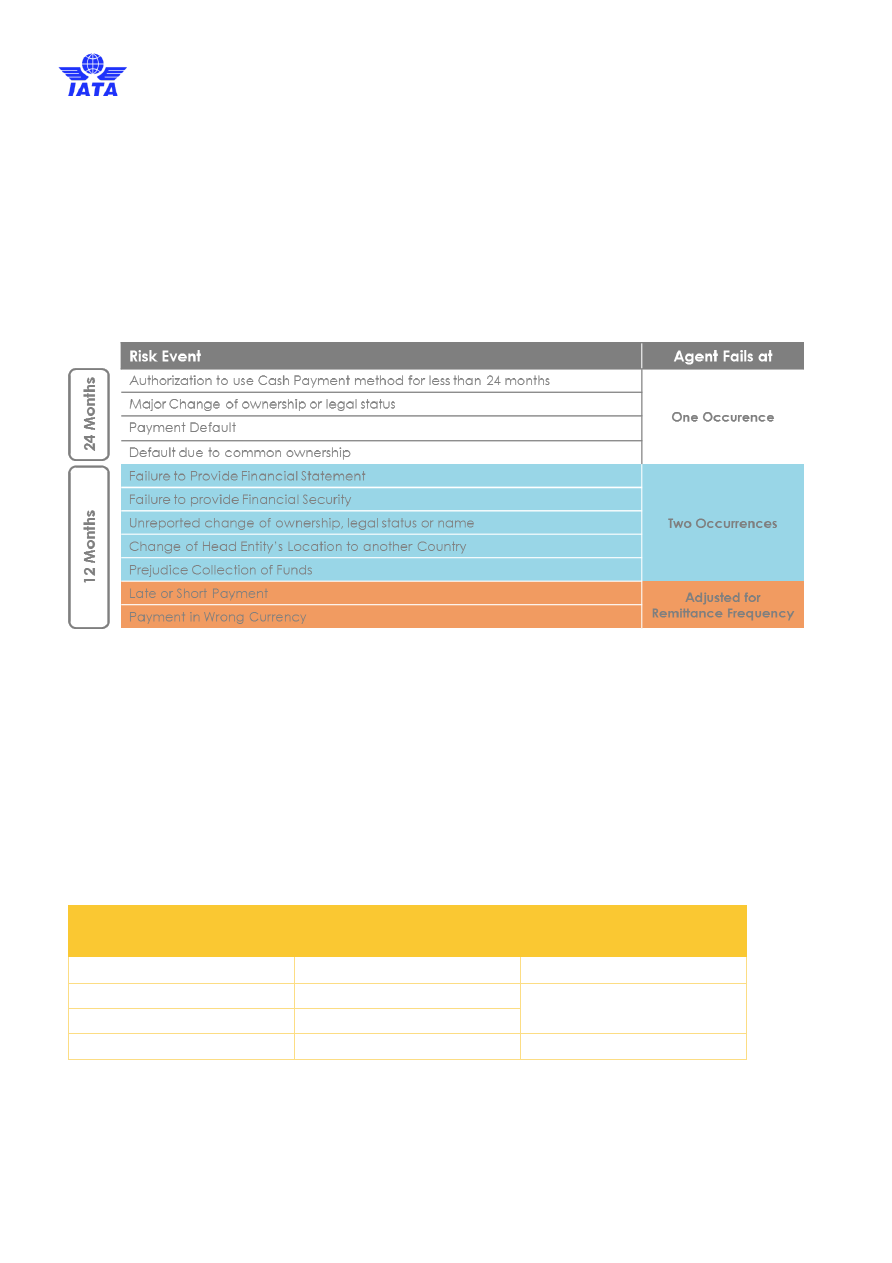 IATA
Risk Event
Agent Fails at
24 Months
Authorization to use Cash Payment method for less than 24 months
Major Change of ownership or legal status
Payment Default
Default due to common ownership
One Occurence
12 Months
Failure to Provide Financial Statement
Failure to provide Financial Security
Unreported change of ownership, legal status or name
Change of Head Entity's Location to another Country
Prejudice Collection of Funds
Two Occurrences
Late or Short Payment
Payment in Wrong Currency
Adjusted for
Remittance Frequency